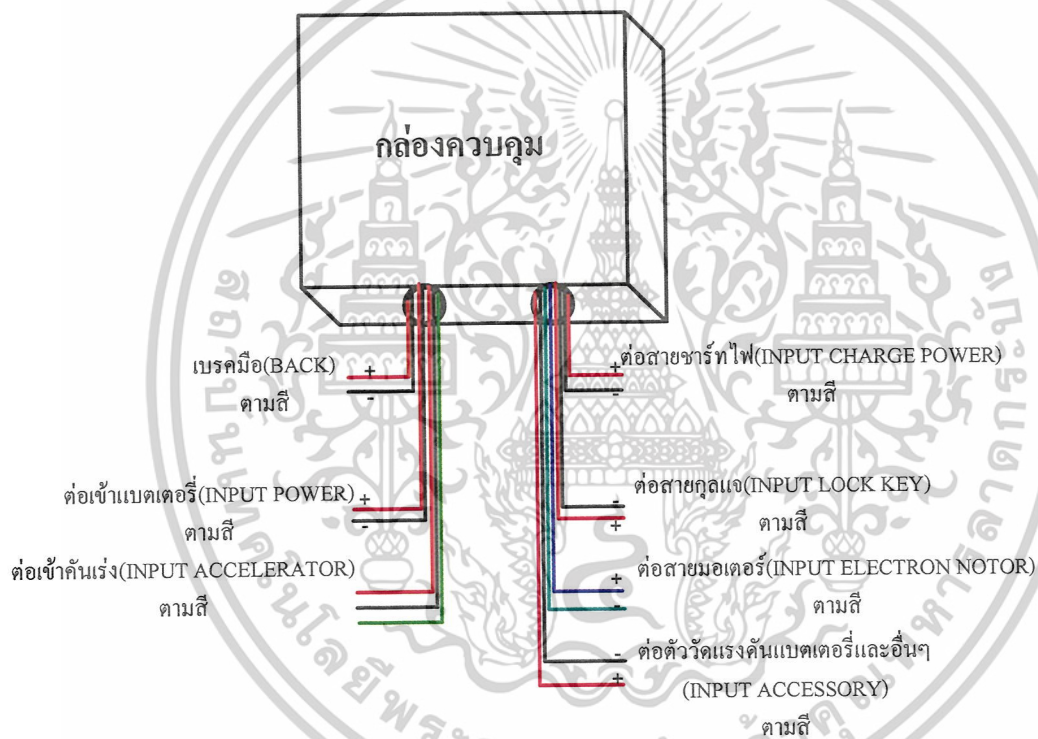 กล่องควบคุม
เบรคมือ(BACK)
+
ตามสี
-
ต่อเข้าแบตเตอรี่(INPUT POWER)
+
-
ตามสี
ต่อเข้าคันเร่ง(INPUT ACCELERATOR)
ตามสี
ต่อสายชาร์ทไฟ(INPUT CHARGE POWER)
+
-
ตามสี
ต่อสายกุลแจ(INPUT LOCK KEY)
-
+
ตามสี
ต่อสายมอเตอร์(INPUT ELECTRON NOTOR)
+
-
ตามสี
ต่อตัววัดแรงดันแบตเตอรี่และอื่นๆ
-
+
(INPUT ACCESSORY)
ตามสี